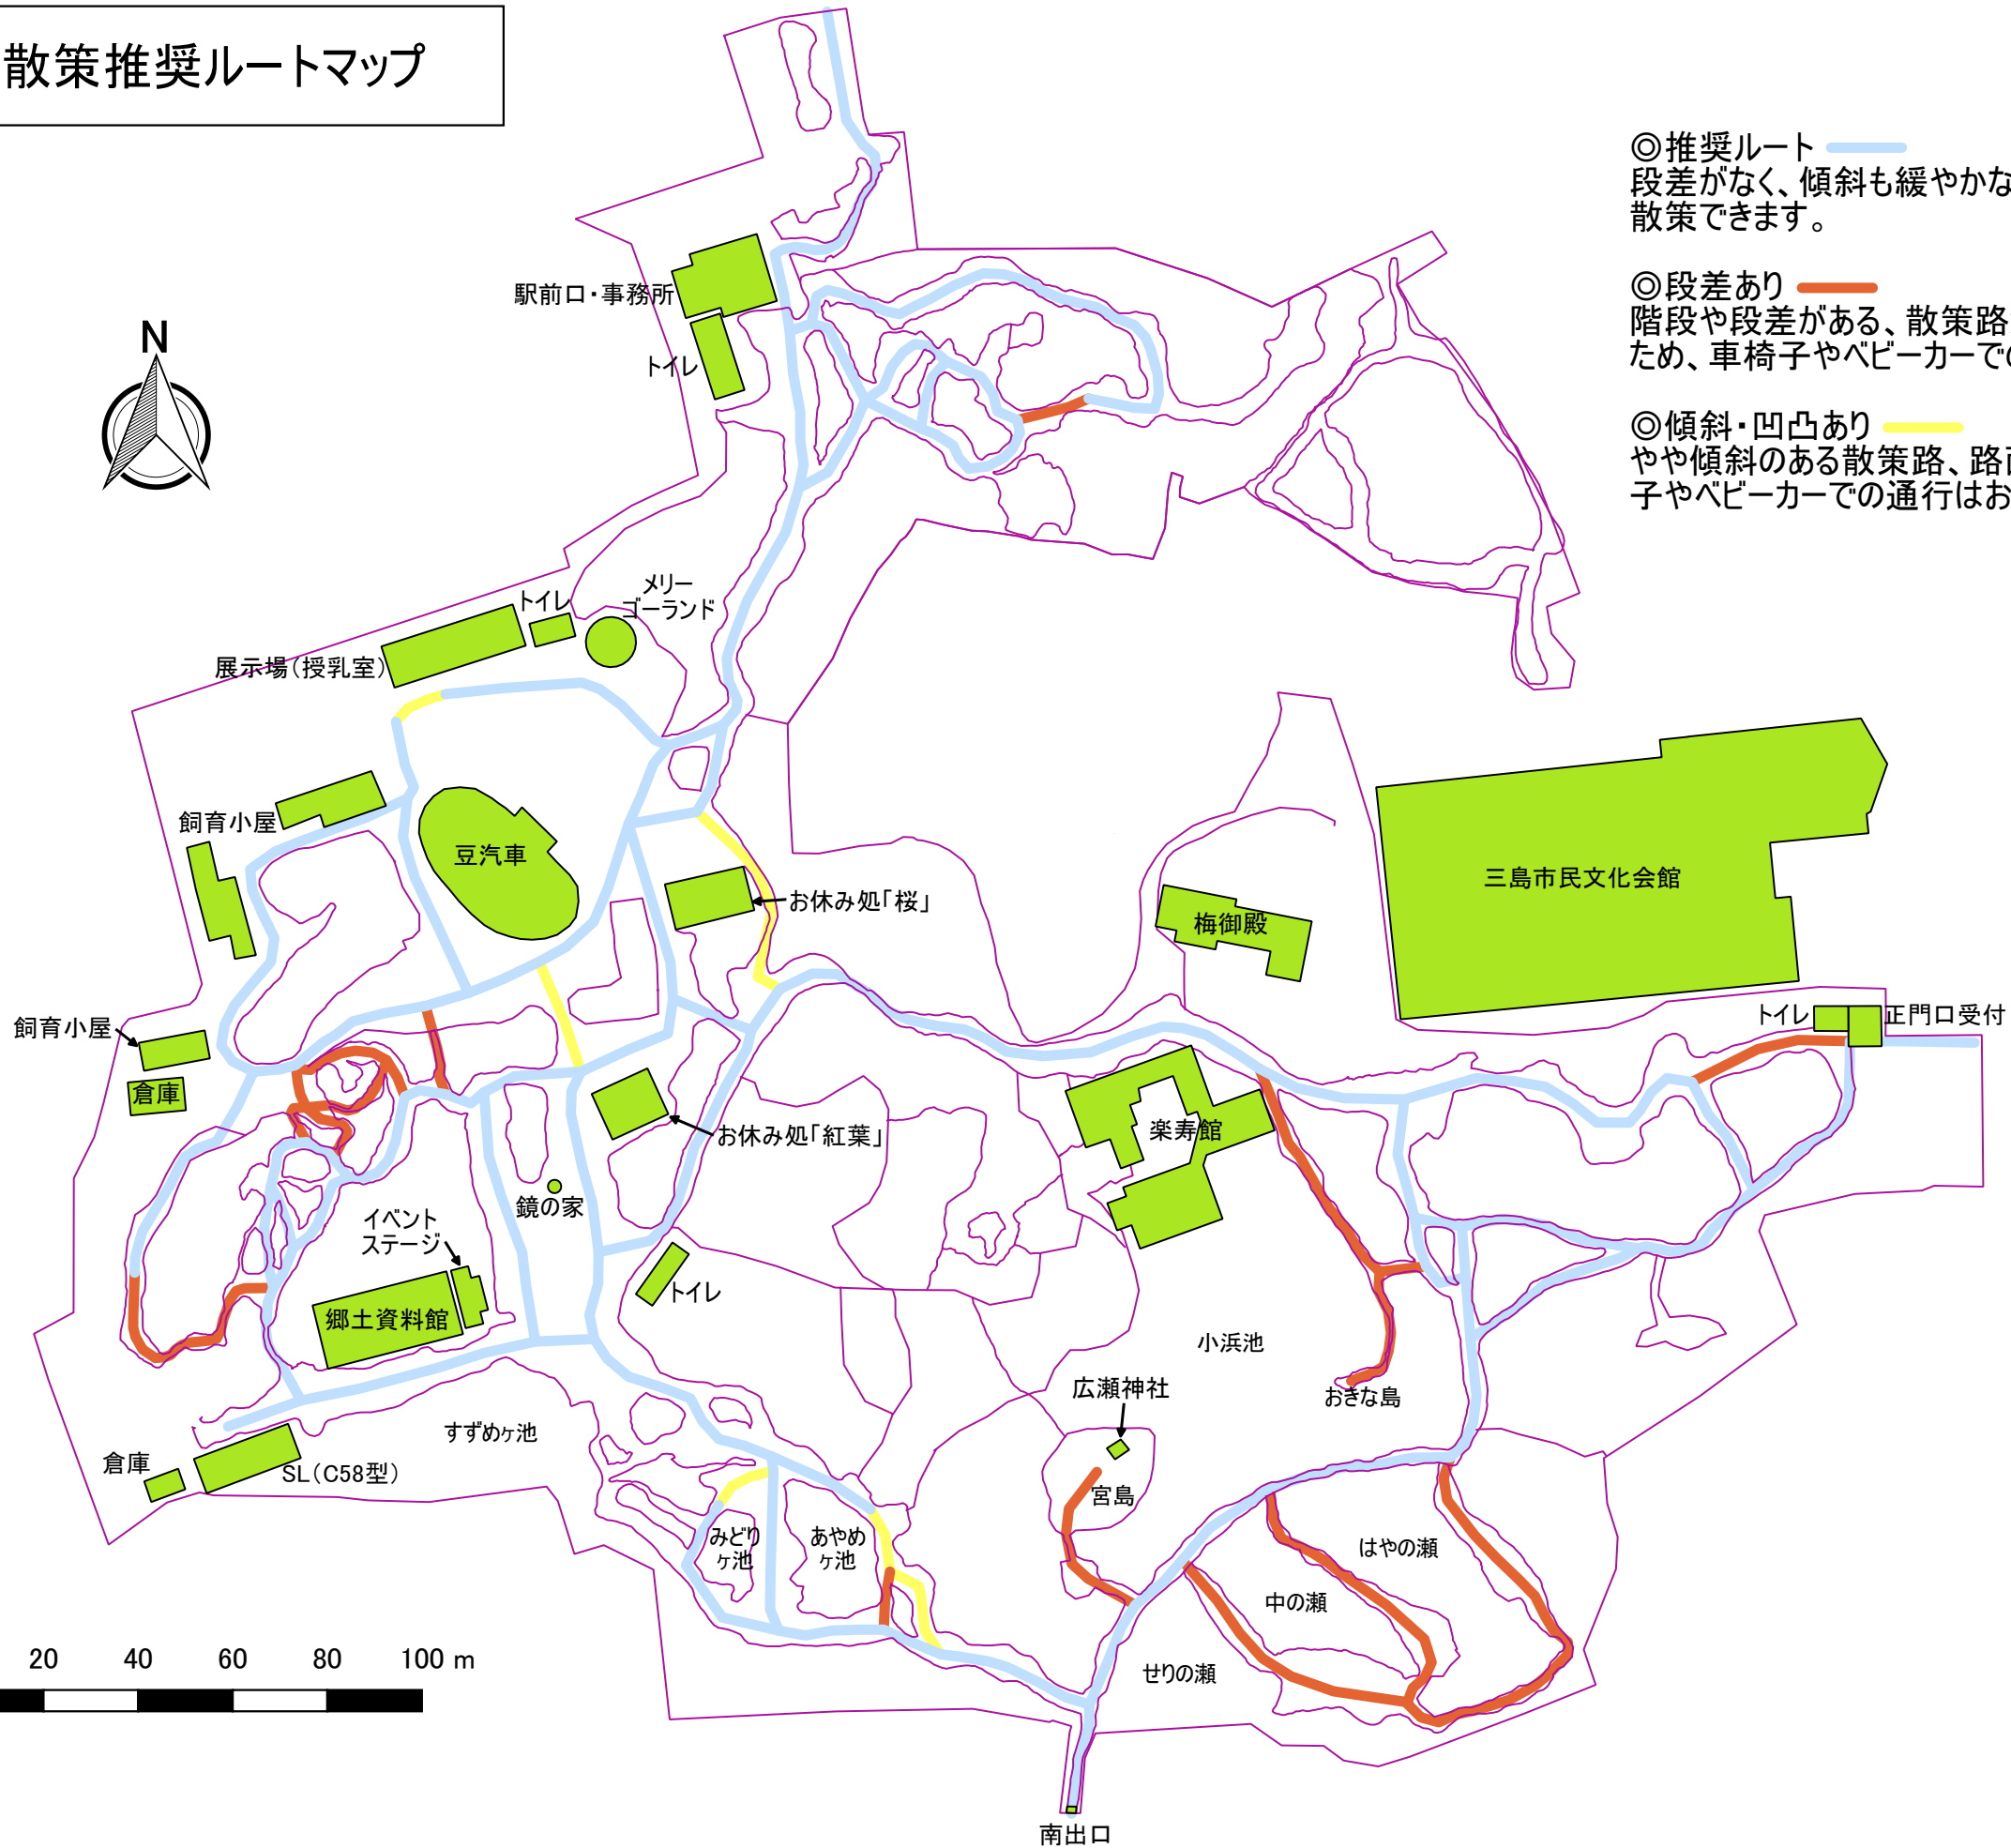 散策推奨ルートマップ
◎推奨ルート
段差がなく、傾斜も緩やかな
散策できます。
◎段差あり
階段や段差がある、散策路
ため、車椅子やベビーカーでの
◎傾斜・凹凸あり
やや傾斜のある散策路、路面
子やベビーカーでの通行はお
N
駅前口・事務所
トイレ
メリー
ゴーランド
トイレ
展示場(授乳室)
飼育小屋
豆汽車
お休み処「桜」
梅御殿
三島市民文化会館
飼育小屋
トイレ
正門口受付
倉庫
お休み処「紅葉」
楽寿館
鏡の家
イベント
ステージ
トイレ
郷土資料館
小浜池
おきな島
広瀬神社
すずめヶ池
倉庫
SL(C58型)
宮島
みどり
ヶ池
あやめ
ヶ池
はやの瀬
中の瀬
せりの瀬
20 40 60 80 100 m
南出口